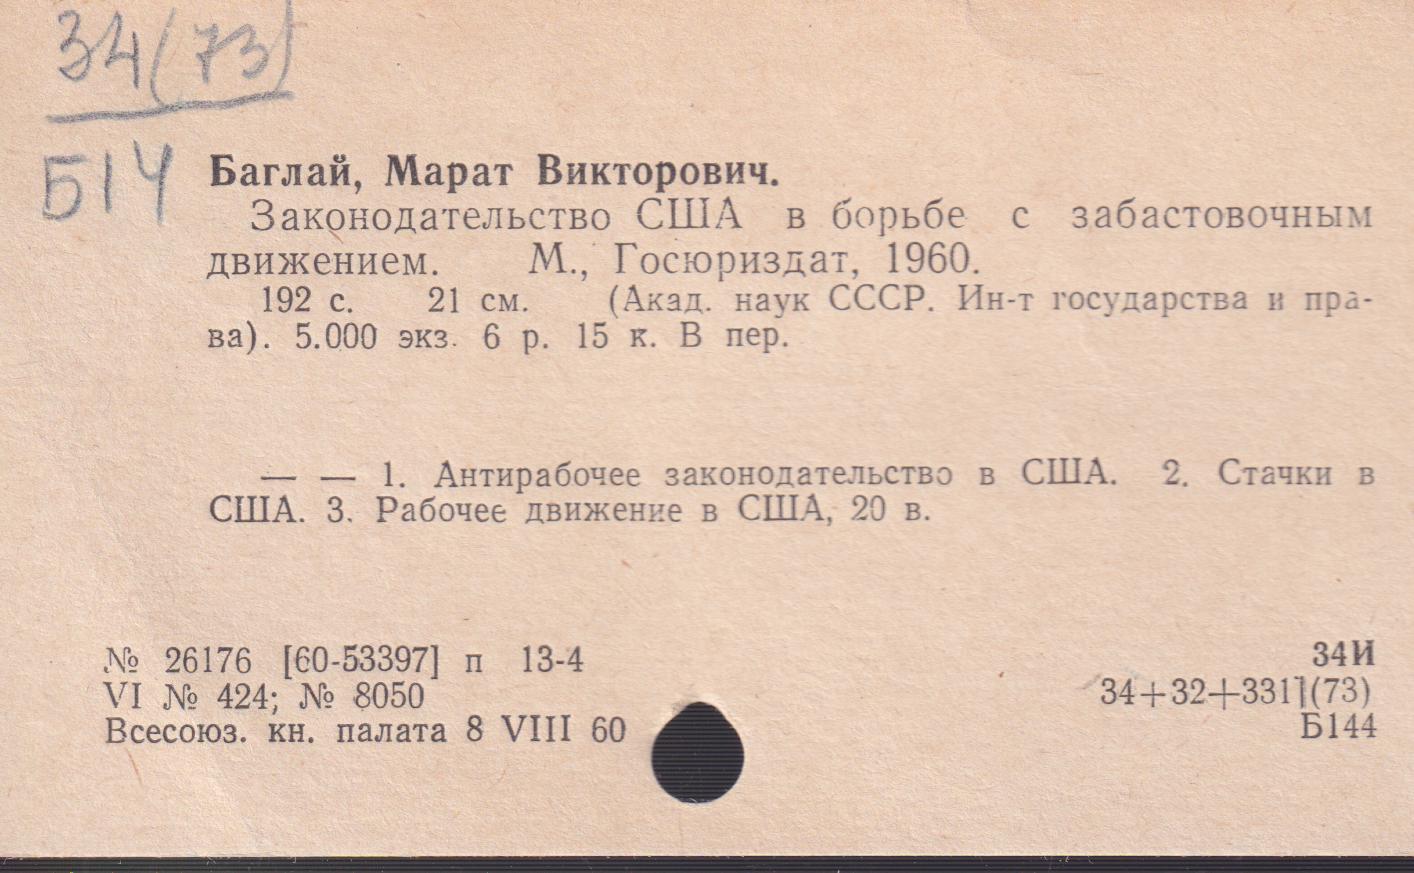 34(73)
Б14
Баглай, Марат Викторович.
Законодательство США в борьбе с забастовочным
движением. М., Госюриздат, 1960.
192 с. 21 см. (Акад. наук СССР. Ин-т государства и пра-
ва). 5.000 экз. 6 р. 15 к. В пер.
— — 1. Антирабочее законодательство в США. 2. Стачки в
США. 3. Рабочее движение в США, 20 в.
№ 26176 [60-53397] п 13-4
34И
VI № 424; № 8050
34+32+331](73)
Всесоюз. кн. палата 8 VIII 60
Б144